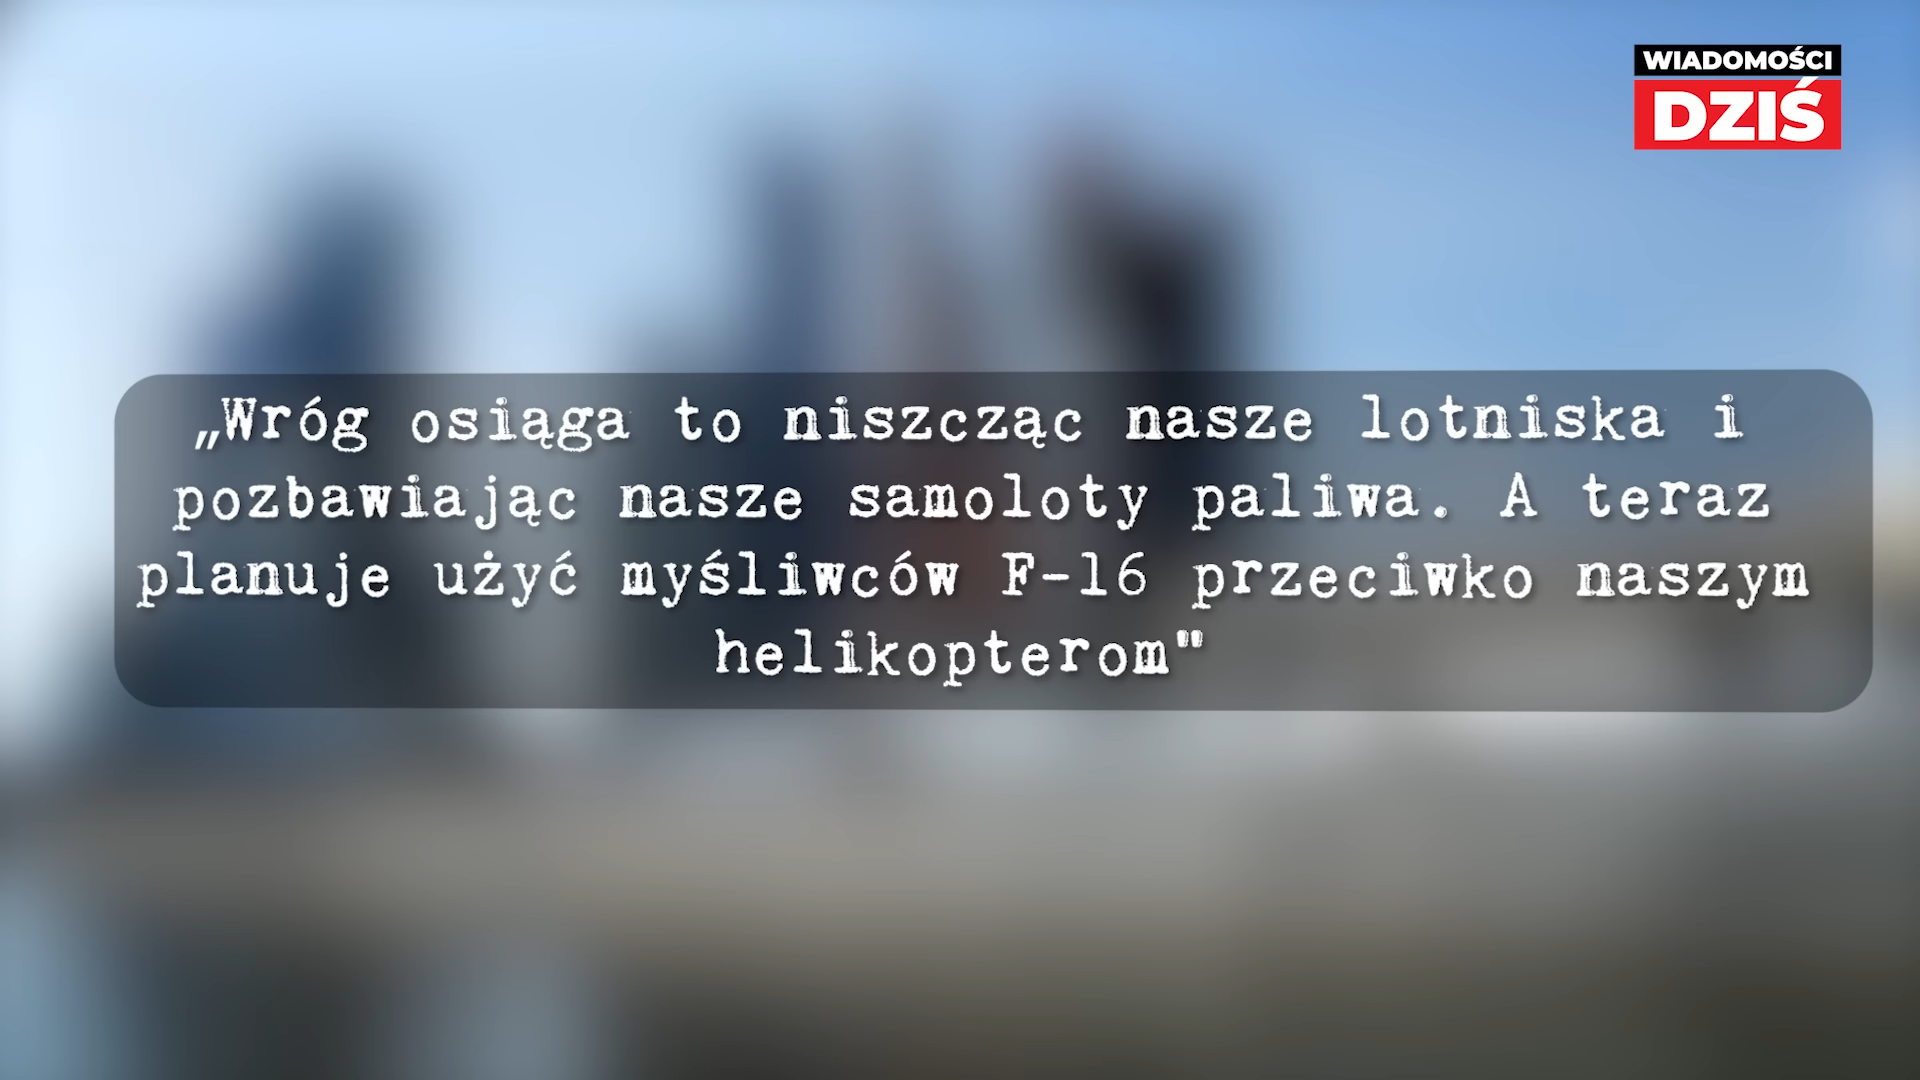 WIADOMOŚCI
DZIŚ
„Wróg osiąga to niszcząc nasze lotniska i
pozbawiając nasze samoloty paliwa. A teraz
planuje użyć myśliwców F-16 przeciwko naszym
helikopterom"